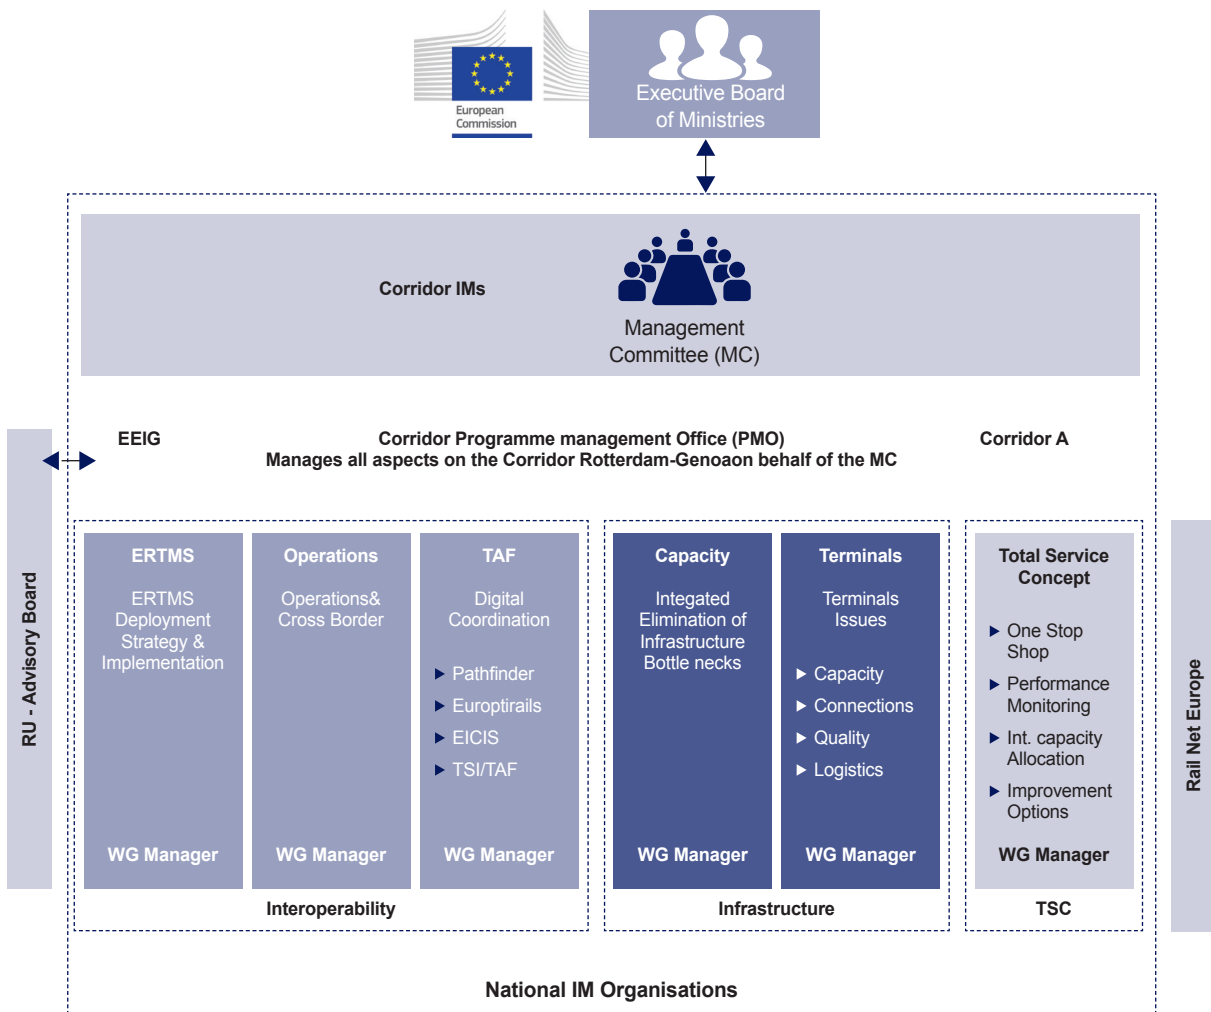 European
Commission
Executive Board
of Ministries
Corridor IMs
Management
Committee (MC)
EEIG
Corridor Programme management Office (PMO)
Manages all aspects on the Corridor Rotterdam-Genoaon behalf of the MC
Corridor A
RU - Advisory Board
ERTMS
ERTMS
Deployment
Strategy &
Implementation
WG Manager
Operations
Operations&
Cross Border
WG Manager
TAF
Digital
Coordination
Pathfinder
Europtirails
EICIS
TSI/TAF
WG Manager
Interoperability
Capacity
Integated
Elimination of
Infrastructure
Bottle necks
WG Manager
Terminals
Terminals
Issues
Capacity
Connections
Quality
Logistics
WG Manager
Infrastructure
Total Service
Concept
One Stop
Shop
Performance
Monitoring
Int. capacity
Allocation
Improvement
Options
WG Manager
TSC
Rail Net Europe
National IM Organisations